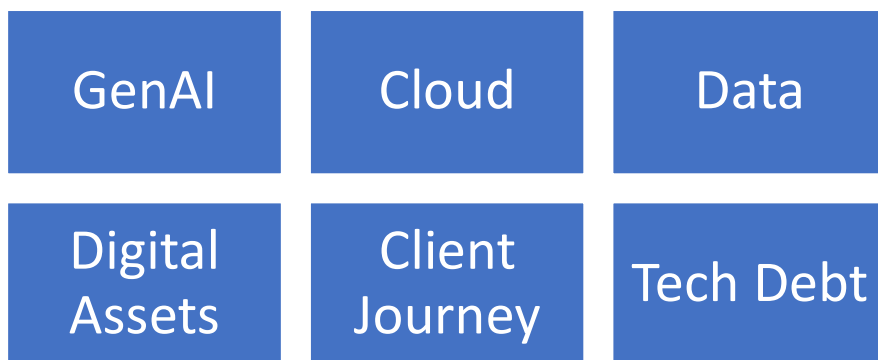 GenAI
Cloud
Data
Digital
Assets
Client
Journey
Tech Debt